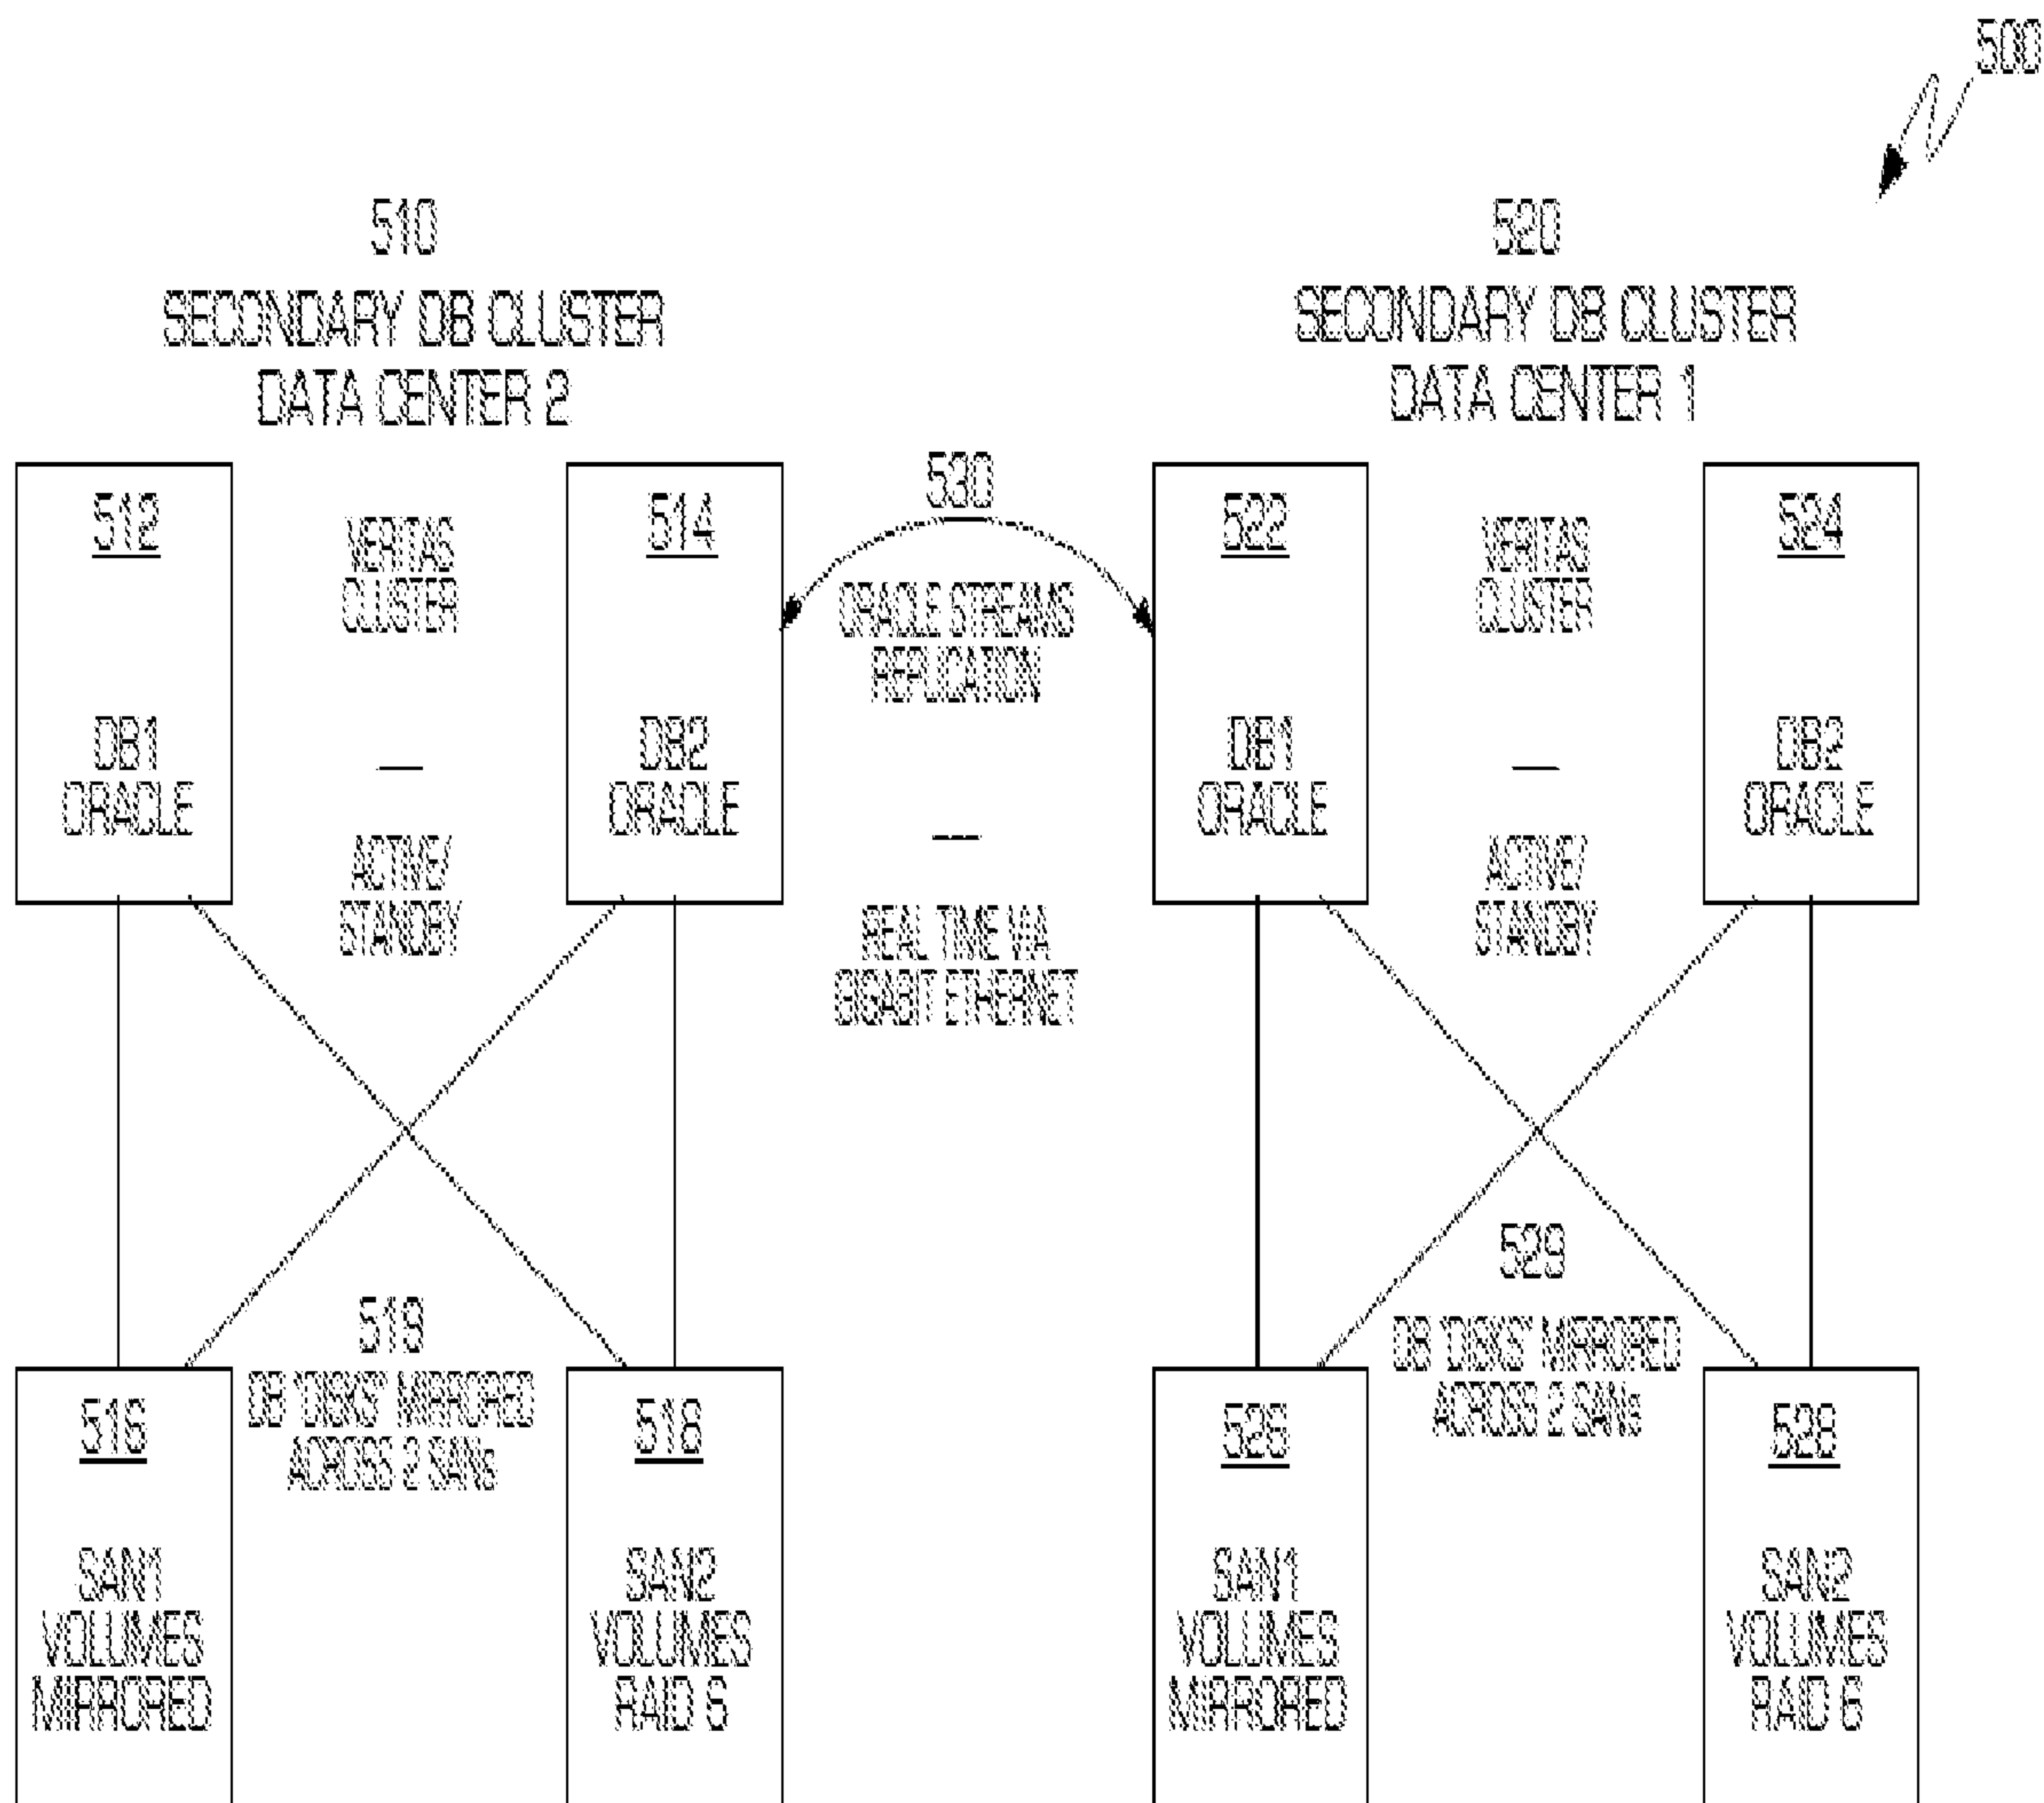 500
510
SECONDARY DB CLUSTER
DATA CENTER 2
520
SECONDARY DB CLUSTER
DATA CENTER 1
512
DB1
ORACLE
VERITAS
CLUSTER
—
ACTIVE/
STANDBY
514
DB2
ORACLE
530
ORACLE STREAMS
REPLICATION
—
REAL TIME VIA
GIGABIT ETHERNET
522
DB1
ORACLE
VERITAS
CLUSTER
—
ACTIVE/
STANDBY
524
DB2
ORACLE
519
DB 'DISKS' MIRRORED
ACROSS 2 SANs
529
DB 'DISKS' MIRRORED
ACROSS 2 SANs
516
SAN1
VOLUMES
MIRRORED
518
SAN2
VOLUMES
RAID
526
SAN1
VOLUMES
MIRRORED
528
SAN2
VOLUMES
RAID